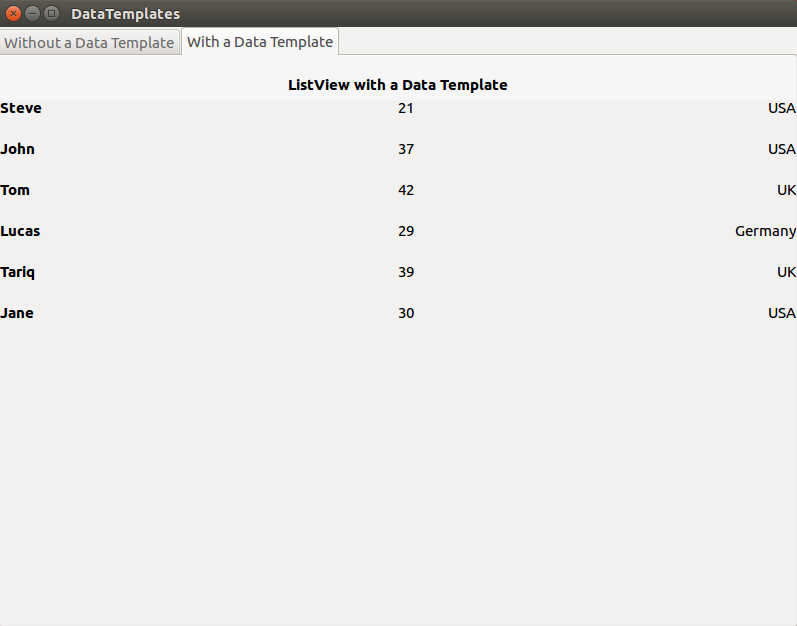 DataTemplates
Without a Data Template With a Data Template
ListView with a Data Template
Steve 21 USA
John 37 USA
Tom 42 UK
Lucas 29 Germany
Tariq 39 UK
Jane 30 USA